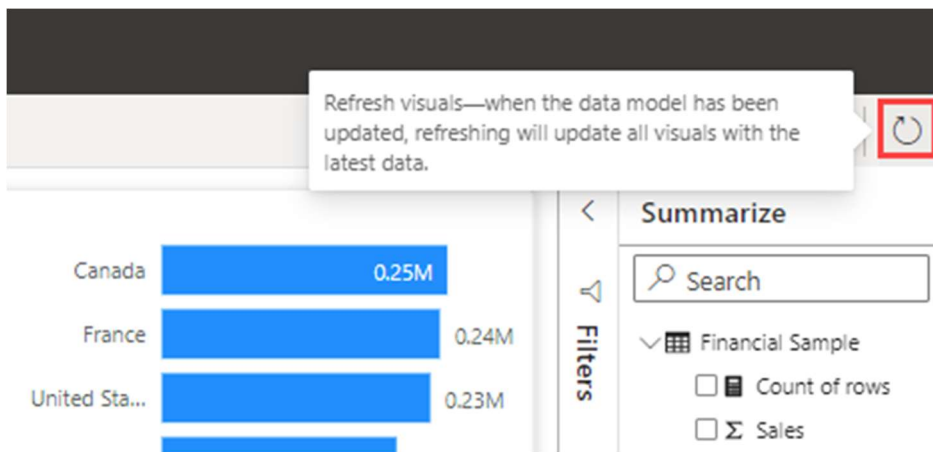 Refresh visuals—when the data model has been
updated, refreshing will update all visuals with the
latest data.
Canada
0.25M
France
0.24M
United Sta...
0.23M
Filters
Summarize
Search
Financial Sample
Count of rows
Sales